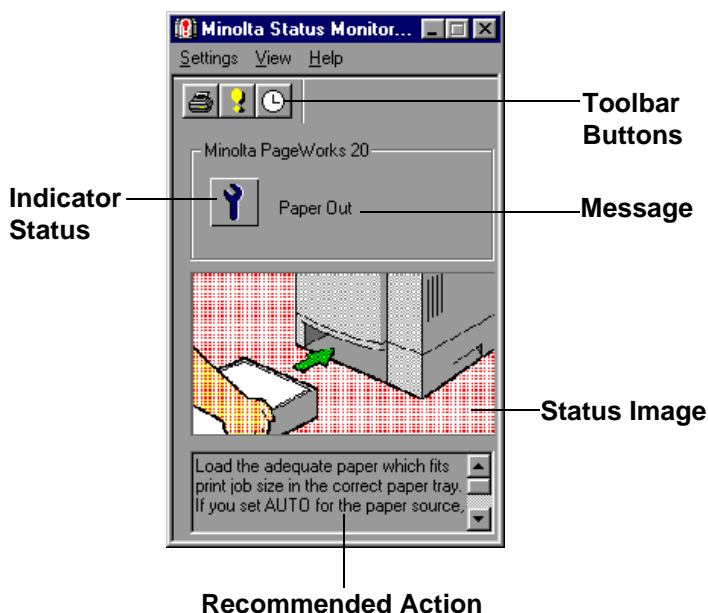 Minolta Status Monitor...
Settings View Help
Toolbar
Buttons
Minolta PageWorks 20
Indicator
Status
Paper Out
Message
Status Image
Load the adequate paper which fits
print job size in the correct paper tray.
If you set AUTO for the paper source,
Recommended Action